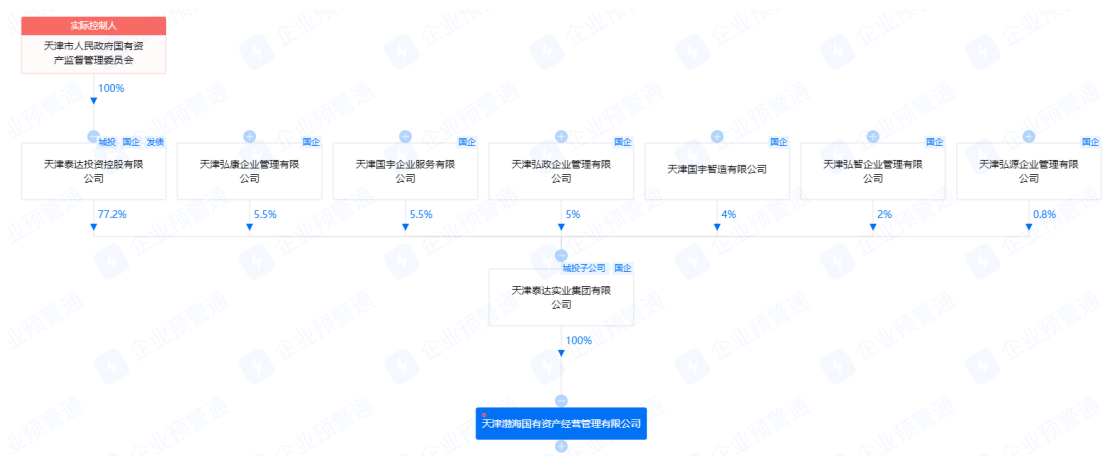 实际控制人
天津市人民政府国有资
产监督管理委员会
100%
城投 国企 发债
天津泰达投资控股有限
公司
77.2%
国企
天津弘康企业管理有限
公司
5.5%
国企
天津国宇企业服务有限
公司
5.5%
国企
天津弘政企业管理有限
公司
5%
国企
天津国宇智造有限公司
4%
国企
天津弘智企业管理有限
公司
2%
国企
天津弘源企业管理有限
公司
0.8%
城投子公司 国企
天津泰达实业集团有限
公司
100%
天津渤海国有资产经营管理有限公司
企业预警通